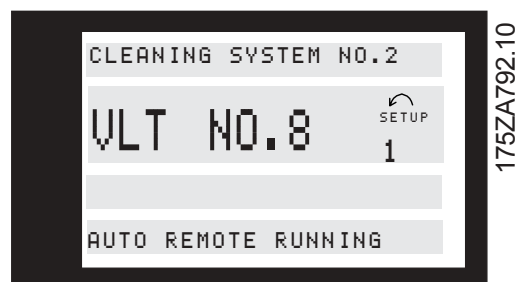 CLEANING SYSTEM NO.2
VLT NO.8
SETUP
1
AUTO REMOTE RUNNING
175ZA792.10